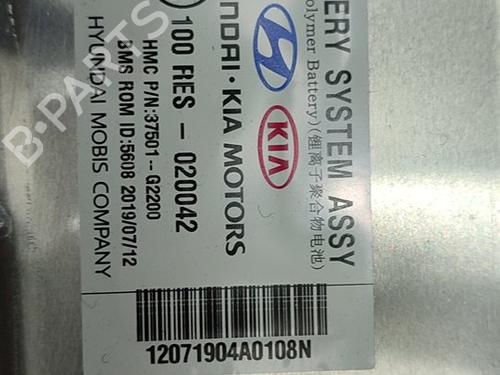 ERY SYSTEM ASSY
olymer Battery)(锂离子聚合物电池)
KIA
NDAI · KIA MOTORS
100 RES - 020042
HMC P/N:37501--G2200
BMS ROM ID:5608 2019/07/12
HYUNDAI MOBIS COMPANY
12071904A0108N
B-PARTS